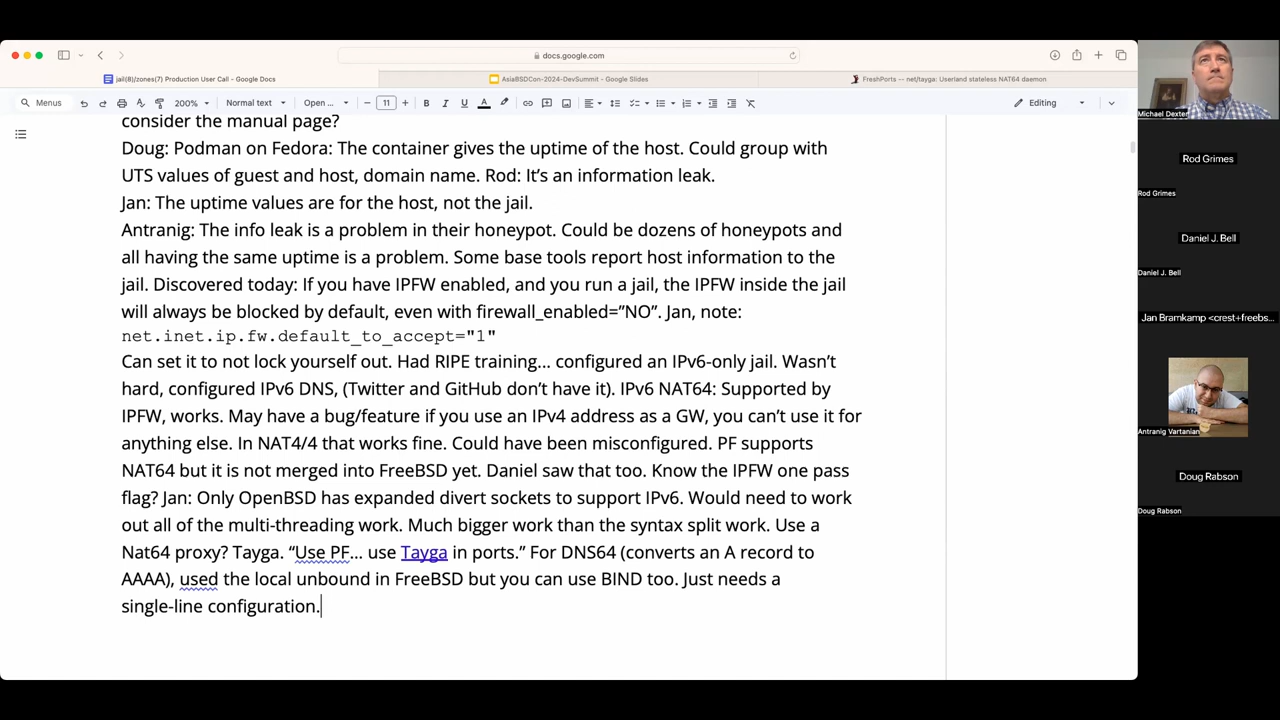 docs.google.com
jail(8)/zones(7) Production User Call - Google Docs
AsiaBSDCon-2024-DevSummit - Google Slides
FreshPorts -- net/tayga: Userland stateless NAT64 daemon
Menus
200%
Normal text
Open ...
11
Editing
consider the manual page?
Doug: Podman on Fedora: The container gives the uptime of the host. Could group with
UTS values of guest and host, domain name. Rod: It’s an information leak.
Jan: The uptime values are for the host, not the jail.
Antranig: The info leak is a problem in their honeypot. Could be dozens of honeypots and
all having the same uptime is a problem. Some base tools report host information to the
jail. Discovered today: If you have IPFW enabled, and you run a jail, the IPFW inside the jail
will always be blocked by default, even with firewall_enabled=”NO”. Jan, note:
net.inet.ip.fw.default_to_accept="1"
Can set it to not lock yourself out. Had RIPE training... configured an IPv6-only jail. Wasn’t
hard, configured IPv6 DNS, (Twitter and GitHub don’t have it). IPv6 NAT64: Supported by
IPFW, works. May have a bug/feature if you use an IPv4 address as a GW, you can’t use it for
anything else. In NAT4/4 that works fine. Could have been misconfigured. PF supports
NAT64 but it is not merged into FreeBSD yet. Daniel saw that too. Know the IPFW one pass
flag? Jan: Only OpenBSD has expanded divert sockets to support IPv6. Would need to work
out all of the multi-threading work. Much bigger work than the syntax split work. Use a
Nat64 proxy? Tayga. “Use PF... use Tayga in ports.” For DNS64 (converts an A record to
AAAA), used the local unbound in FreeBSD but you can use BIND too. Just needs a
single-line configuration.
Michael Dexter
Rod Grimes
Rod Grimes
Daniel J. Bell
Daniel J. Bell
Jan Bramkamp <crest+freebs...
Antranig Vartanian
Doug Rabson
Doug Rabson